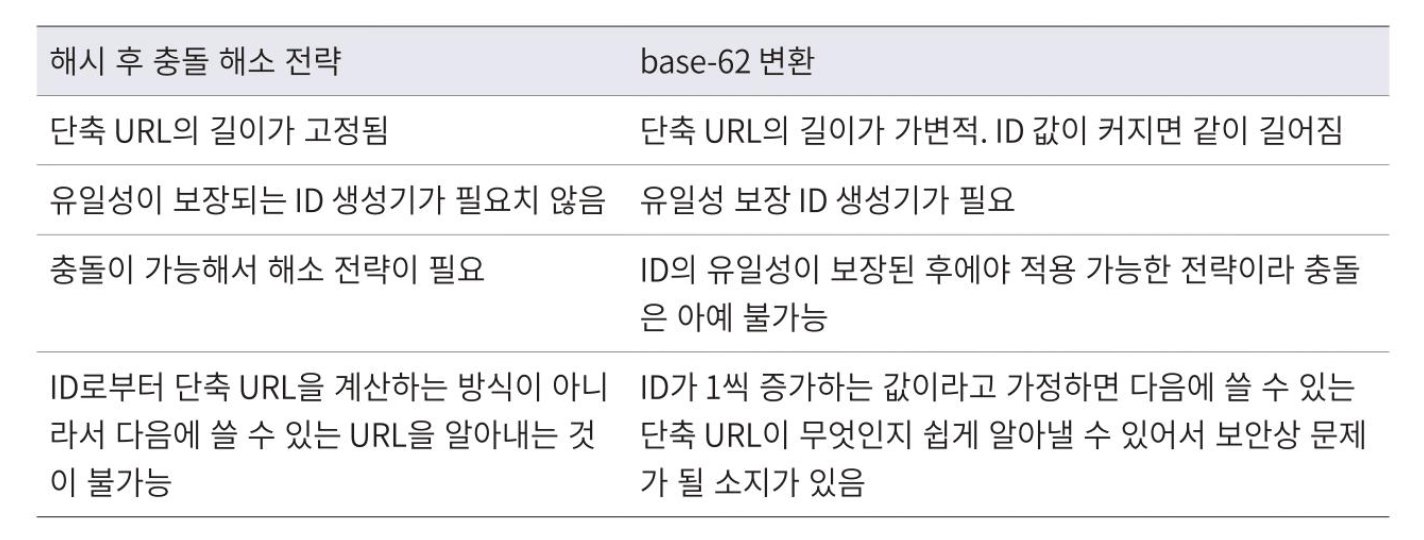 해시 후 충돌 해소 전략
base-62 변환
단축 URL의 길이가 고정됨
단축 URL의 길이가 가변적. ID 값이 커지면 같이 길어짐
유일성이 보장되는 ID 생성기가 필요치 않음
유일성 보장 ID 생성기가 필요
충돌이 가능해서 해소 전략이 필요
ID의 유일성이 보장된 후에야 적용 가능한 전략이라 충돌
은 아예 불가능
ID로부터 단축 URL을 계산하는 방식이 아니
라서 다음에 쓸 수 있는 URL을 알아내는 것
이 불가능
ID가 1씩 증가하는 값이라고 가정하면 다음에 쓸 수 있는
단축 URL이 무엇인지 쉽게 알아낼 수 있어서 보안상 문제
가 될 소지가 있음